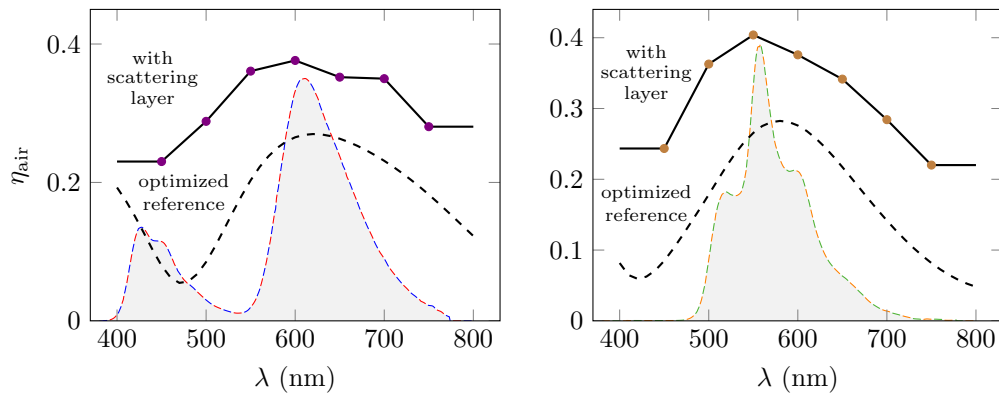 0.4
0.2
0
η_air
with
scattering
layer
optimized
reference
400 500 600 700 800
λ (nm)
0.4
0.3
0.2
0.1
0
with
scattering
layer
optimized
reference
400 500 600 700 800
λ (nm)